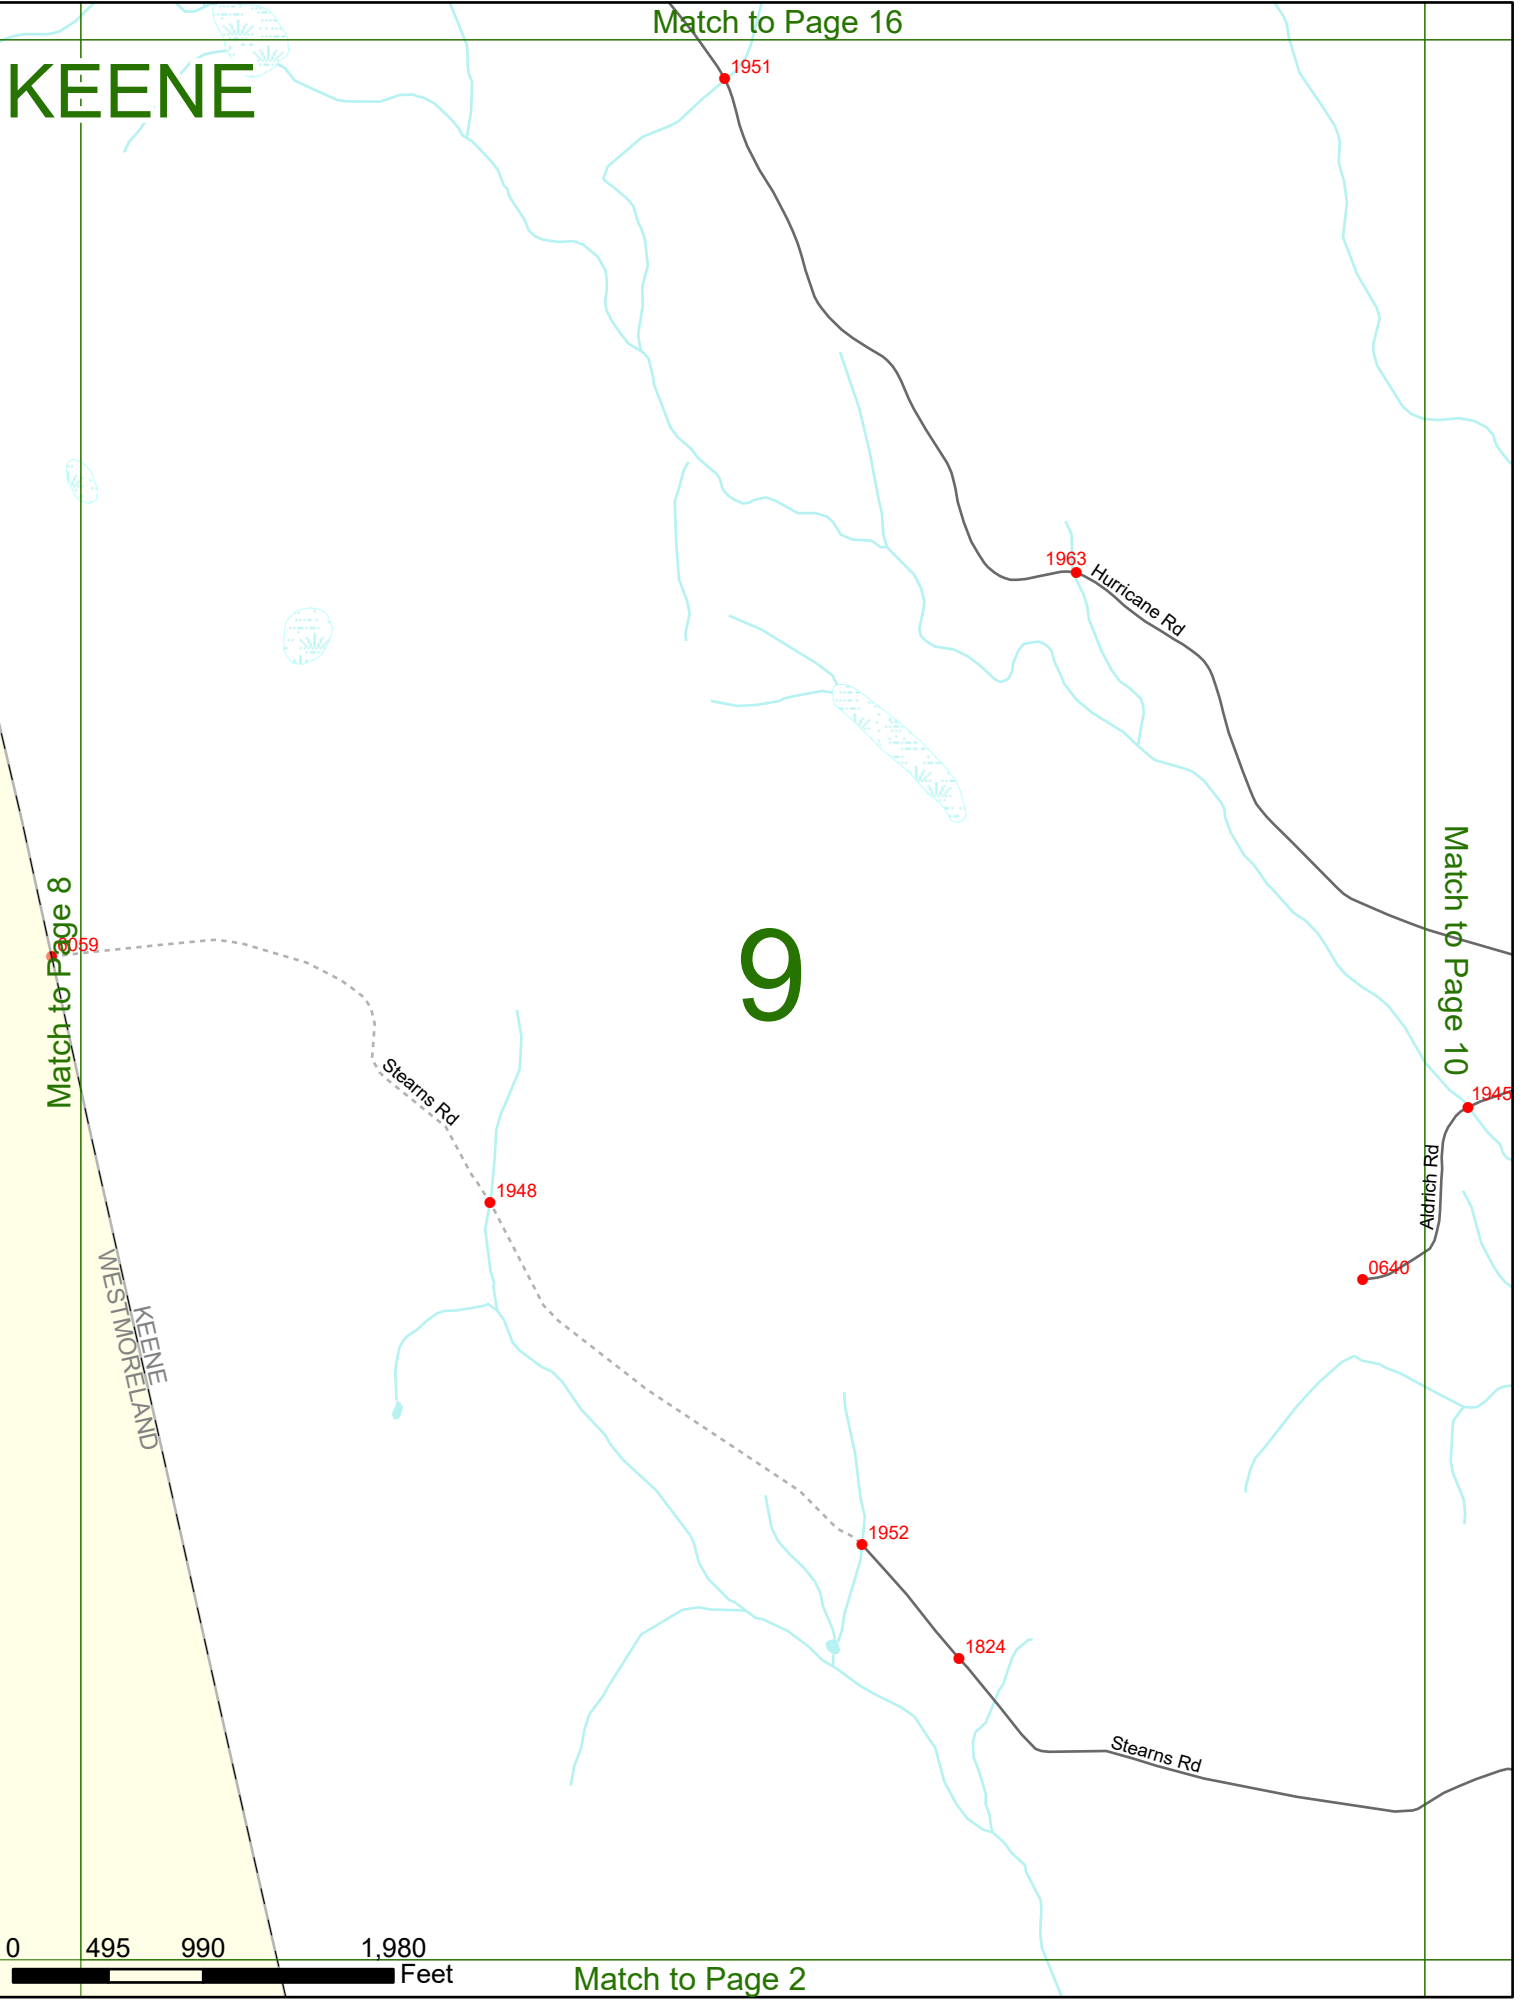 Match to Page 16
KEENE
1951
1963
Hurricane Rd
Match to Page 8
6059
9
Match to Page 10
Stearns Rd
1945
1948
Aldrich Rd
0640
KEENE
WESTMORELAND
1952
1824
Stearns Rd
0 495 990 1,980
Feet
Match to Page 2